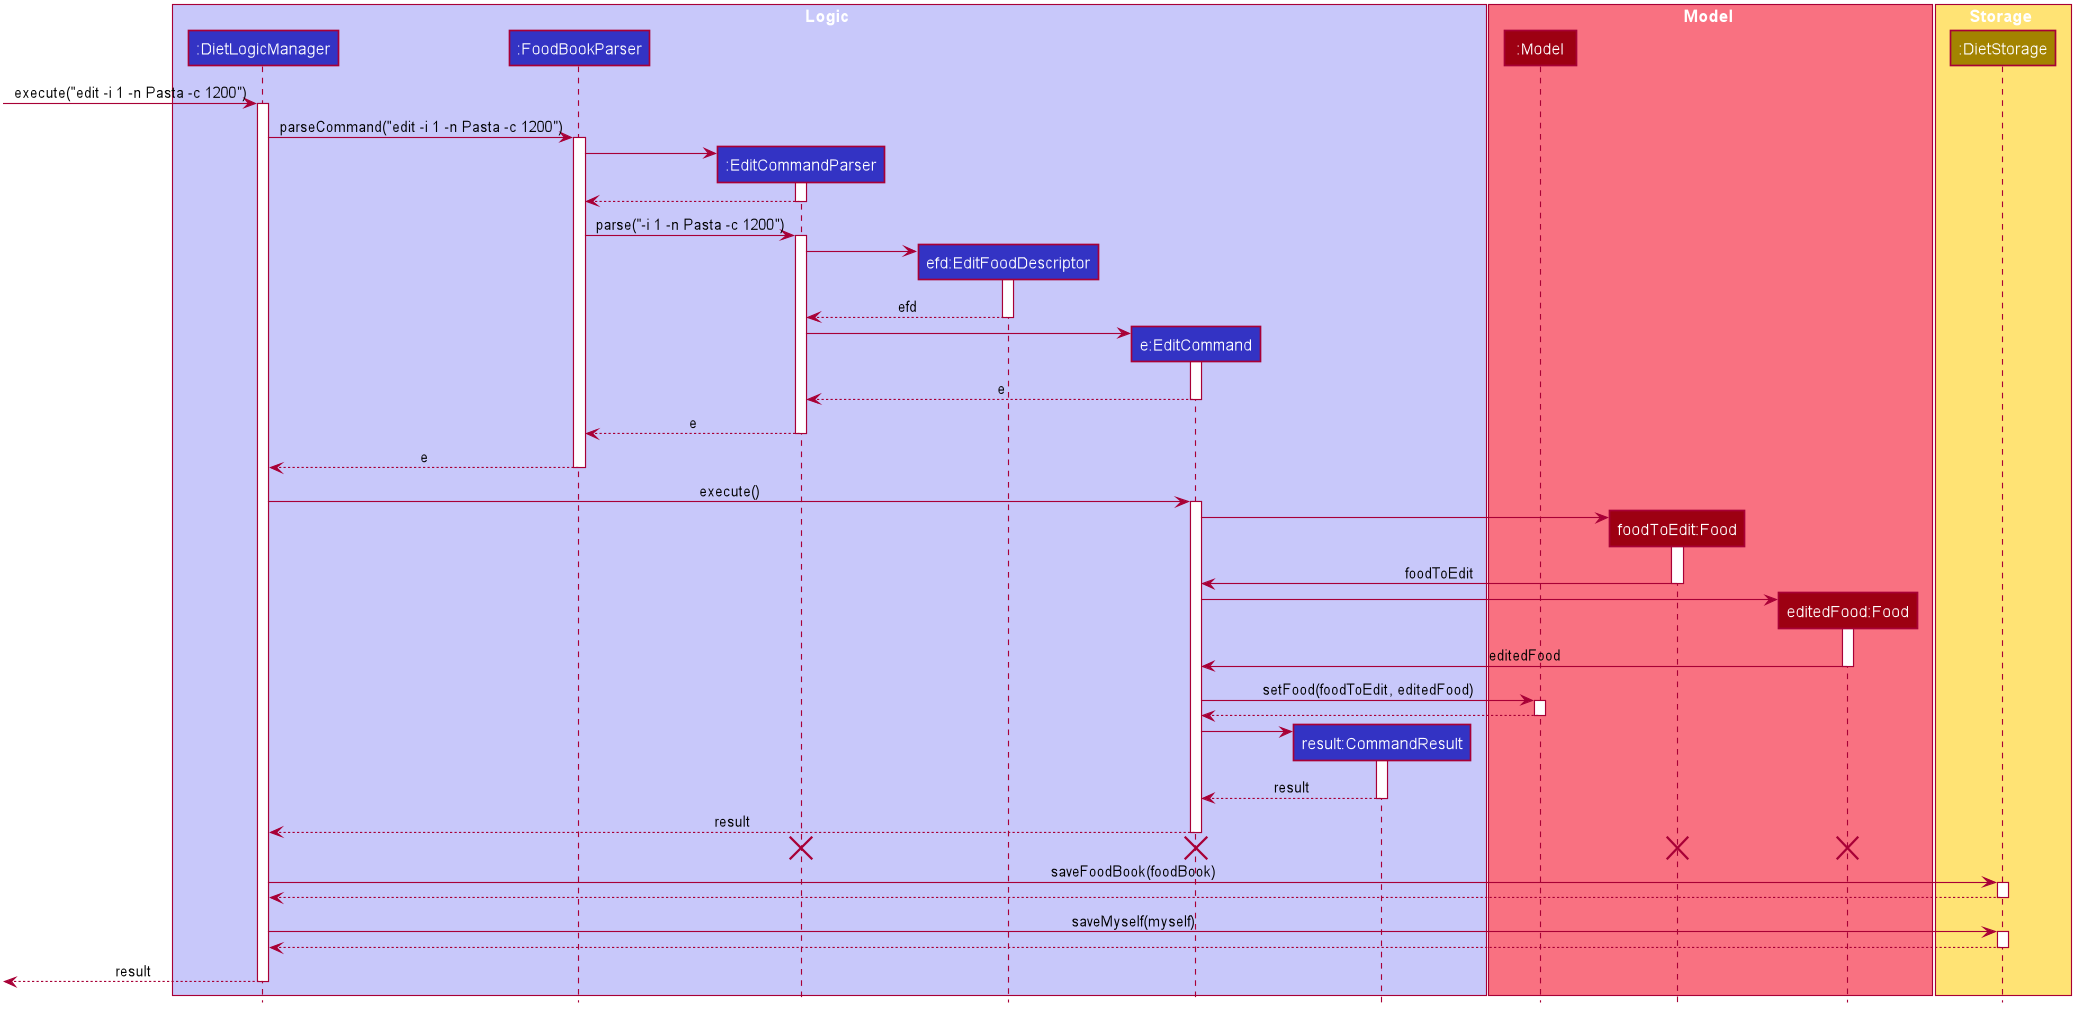 Logic
Model
Storage
:DietLogicManager
:FoodBookParser
:Model
:DietStorage
execute("edit -i 1 -n Pasta -c 1200")
parseCommand("edit -i 1 -n Pasta -c 1200")
:EditCommandParser
parse("-i 1 -n Pasta -c 1200")
efd:EditFoodDescriptor
efd
e:EditCommand
e
e
e
execute()
foodToEdit:Food
foodToEdit
editedFood:Food
editedFood
setFood(foodToEdit, editedFood)
result:CommandResult
result
result
saveFoodBook(foodBook)
saveMyself(myself)
result